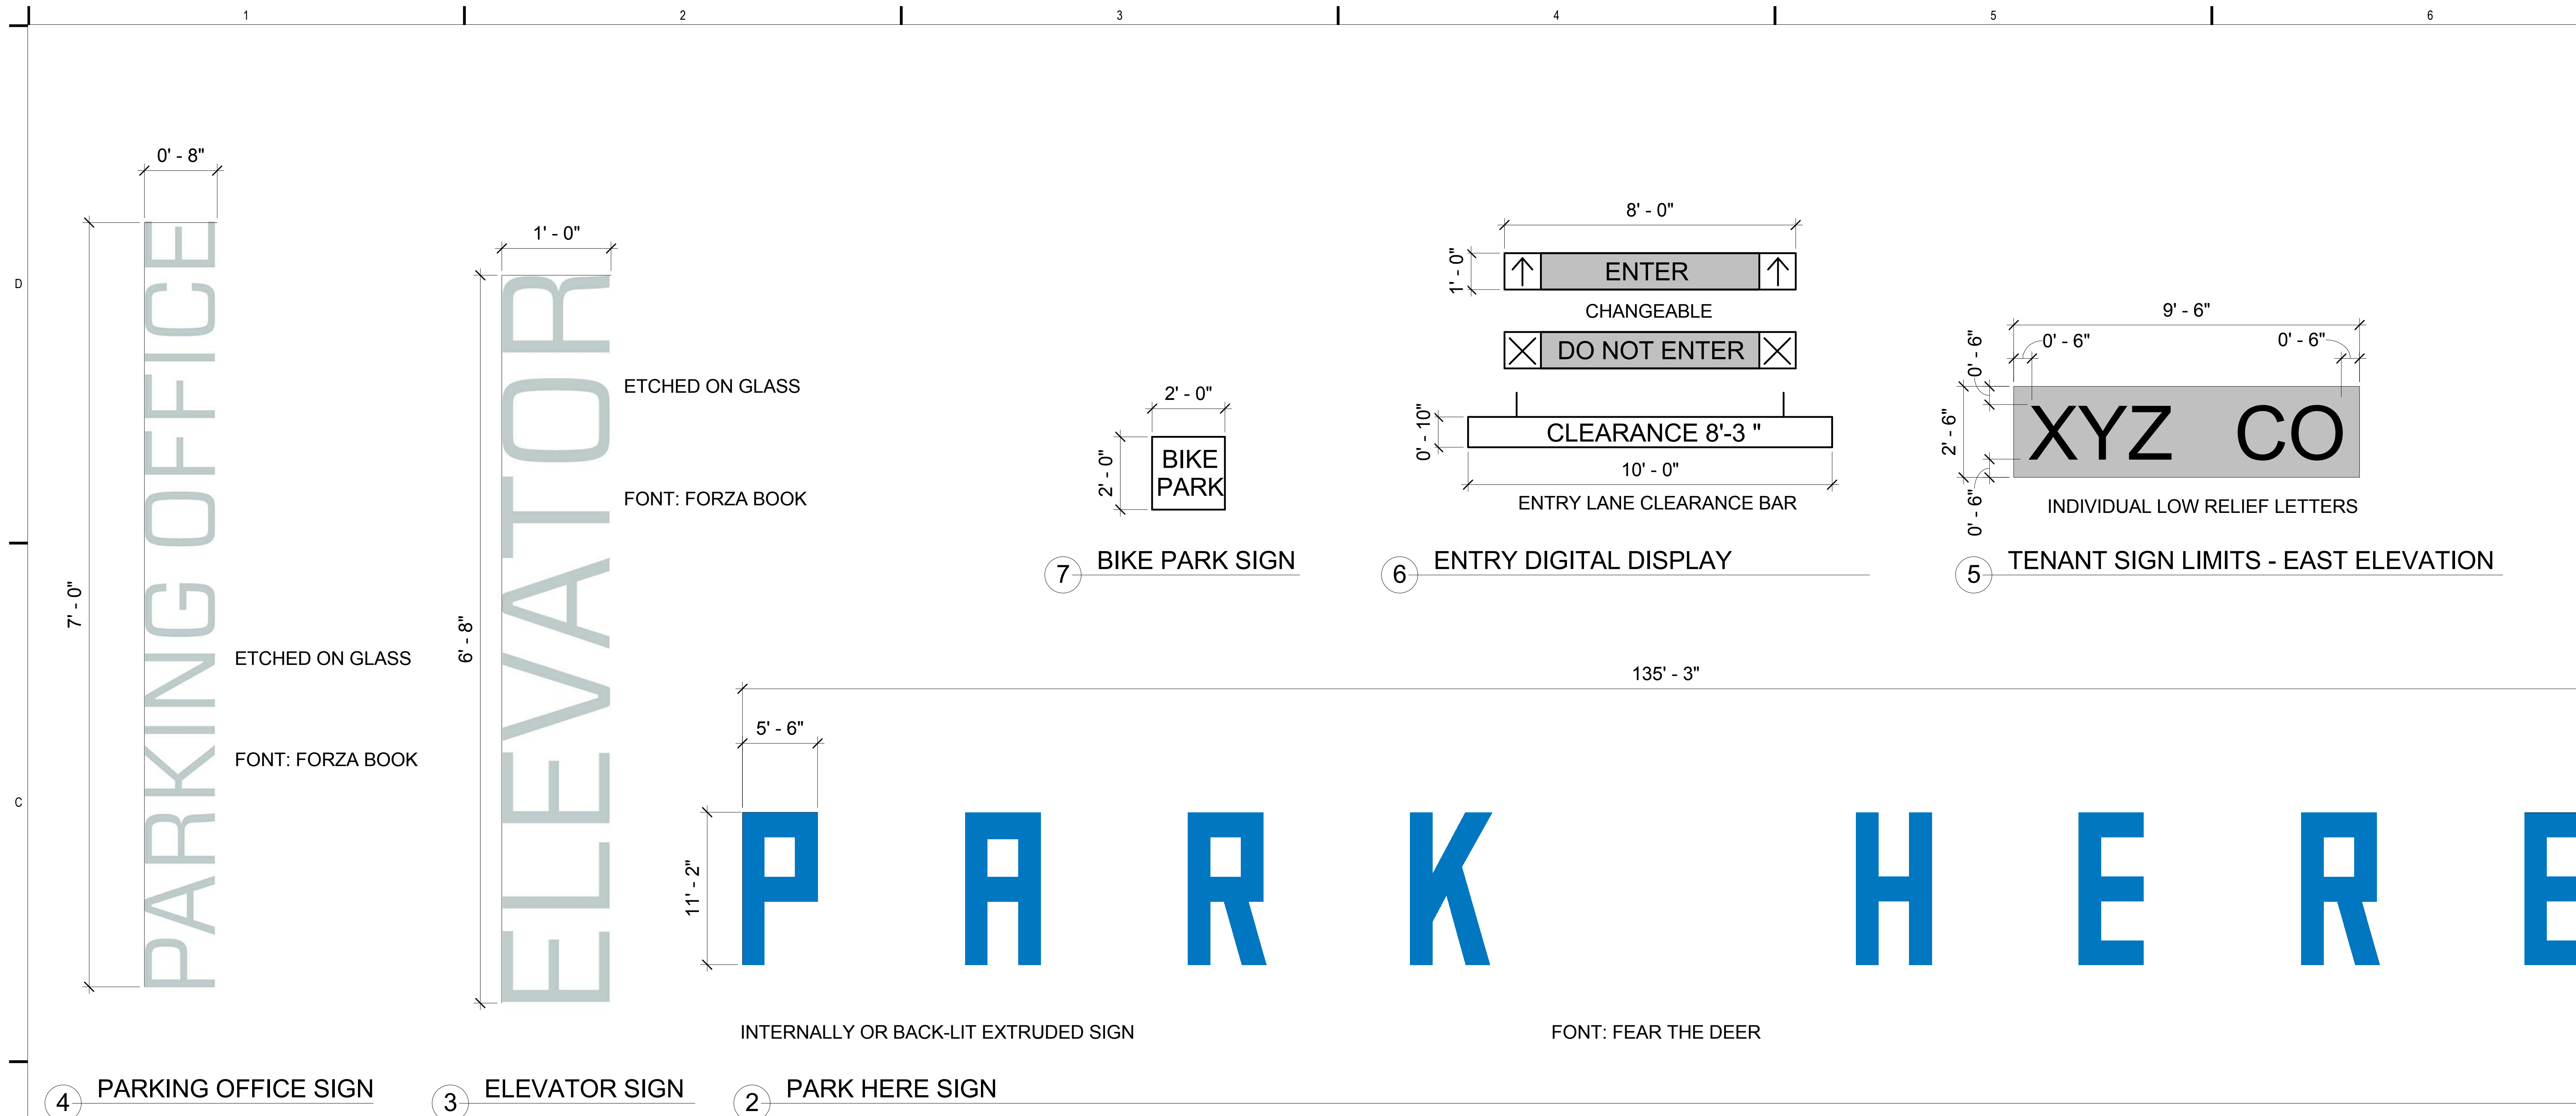 1 2 3 4 5 6
D
C
0' - 8"
7' - 0"
PARKING OFFICE
ETCHED ON GLASS
FONT: FORZA BOOK
4 PARKING OFFICE SIGN
1' - 0"
6' - 8"
ELEVATOR
ETCHED ON GLASS
FONT: FORZA BOOK
3 ELEVATOR SIGN
2' - 0"
2' - 0"
BIKE
PARK
7 BIKE PARK SIGN
8' - 0"
1' - 0"
ENTER
CHANGEABLE
DO NOT ENTER
0' - 10"
CLEARANCE 8'-3 "
10' - 0"
ENTRY LANE CLEARANCE BAR
6 ENTRY DIGITAL DISPLAY
9' - 6"
0' - 6"
0' - 6"
0' - 6"
2' - 6"
0' - 6"
XYZ CO
INDIVIDUAL LOW RELIEF LETTERS
5 TENANT SIGN LIMITS - EAST ELEVATION
135' - 3"
5' - 6"
11' - 2"
PARK HERE
INTERNALLY OR BACK-LIT EXTRUDED SIGN
FONT: FEAR THE DEER
2 PARK HERE SIGN